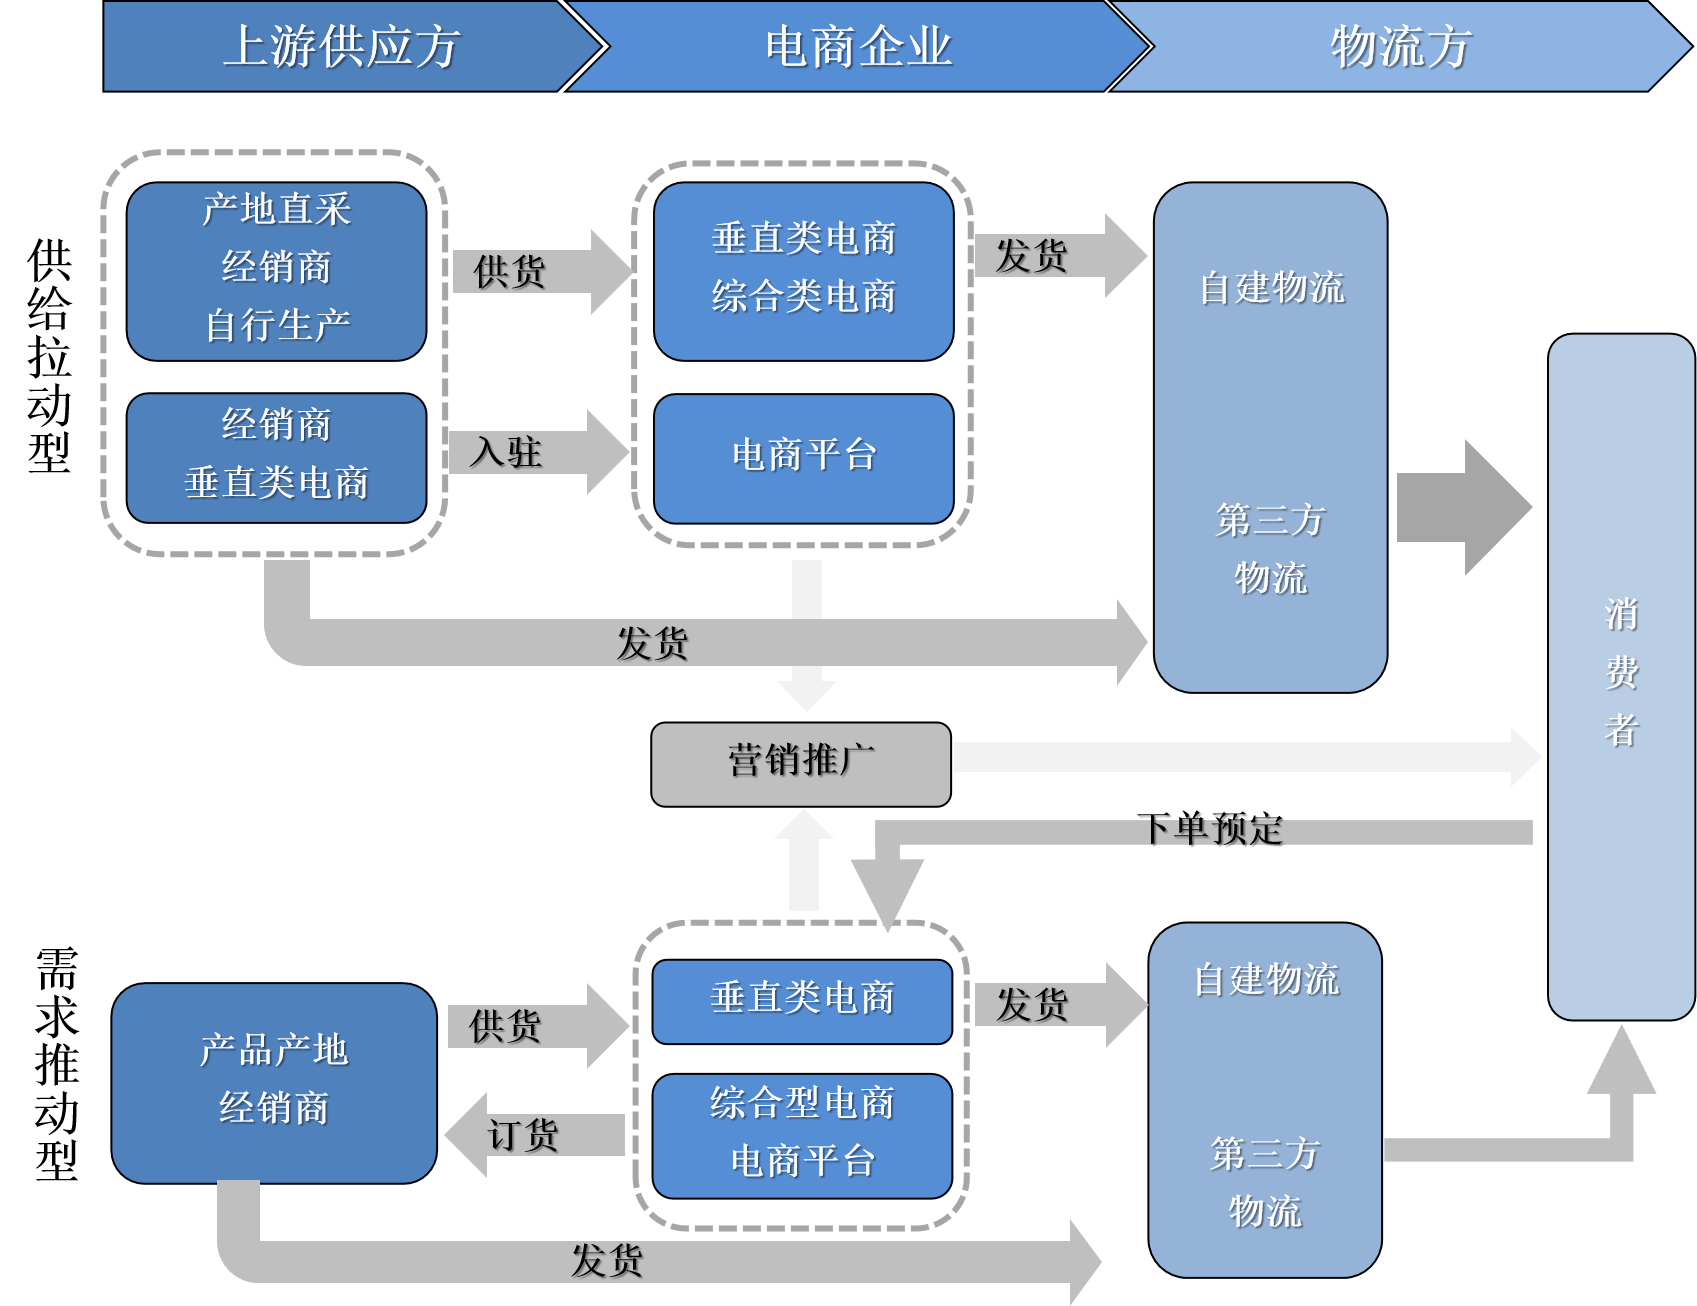 上游供应方
电商企业
物流方
供给拉动型
产地直采
经销商
自行生产
经销商
垂直类电商
供货
入驻
垂直类电商
综合类电商
电商平台
发货
自建物流
第三方
物流
发货
消费者
营销推广
下单预定
需求推动型
产品产地
经销商
供货
订货
垂直类电商
综合型电商
电商平台
发货
自建物流
第三方
物流
发货